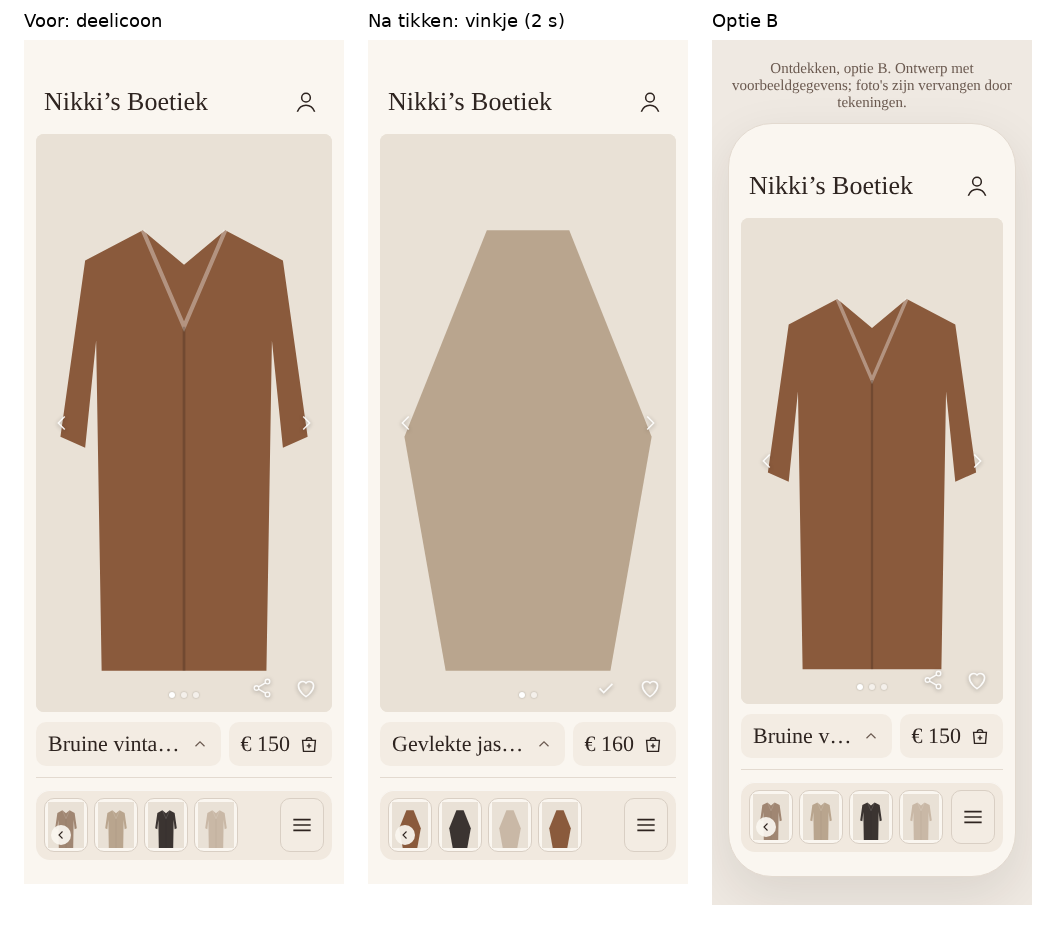 Voor: deelicoon
Nikki’s Boetiek
Bruine vinta…
€ 150
Na tikken: vinkje (2 s)
Nikki’s Boetiek
Gevlekte jas…
€ 160
Optie B
Ontdekken, optie B. Ontwerp met
voorbeeldgegevens; foto's zijn vervangen door
tekeningen.
Nikki’s Boetiek
Bruine v…
€ 150